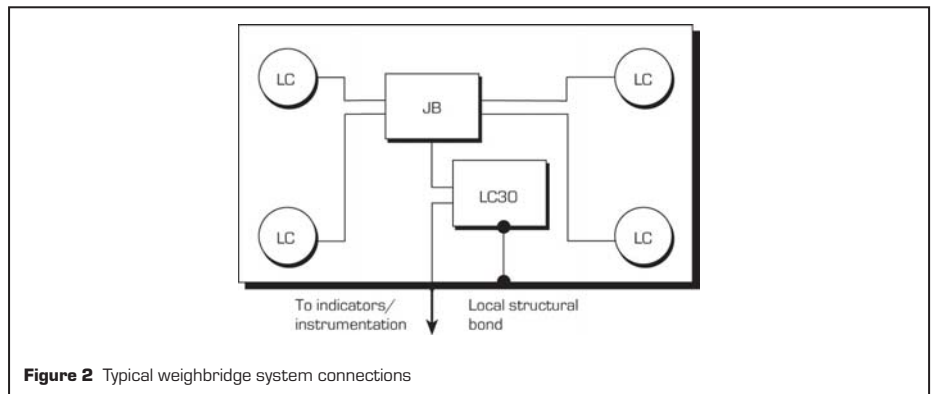 LC
LC
JB
LC30
LC
LC
To indicators/
instrumentation
Local structural
bond
Figure 2 Typical weighbridge system connections